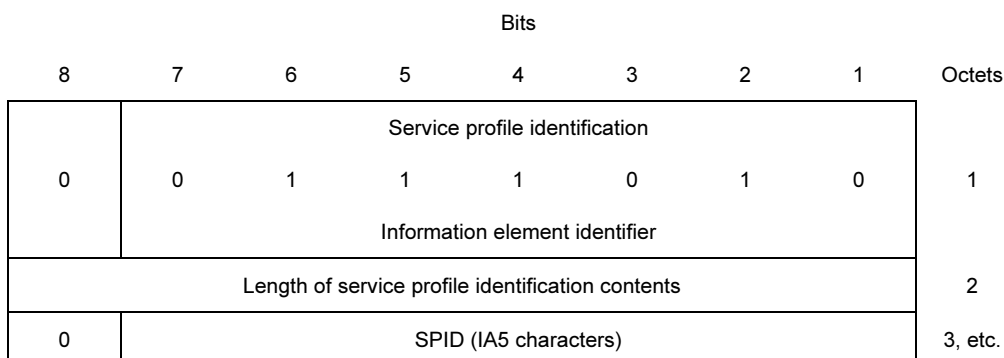 Bits
8 7 6 5 4 3 2 1 Octets
Service profile identification
0 0 1 1 1 0 1 0 1
Information element identifier
Length of service profile identification contents 2
0 SPID (IA5 characters) 3, etc.